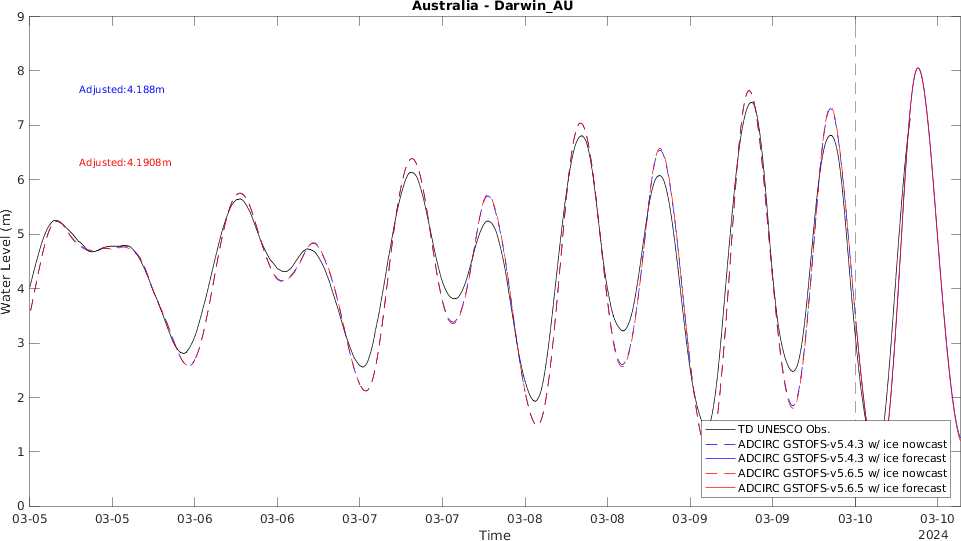 Australia - Darwin_AU
9
8
7
6
5
4
3
2
1
0
Water Level (m)
Adjusted:4.188m
Adjusted:4.1908m
TD UNESCO Obs.
ADCIRC GSTOFS-v5.4.3 w/ ice nowcast
ADCIRC GSTOFS-v5.4.3 w/ ice forecast
ADCIRC GSTOFS-v5.6.5 w/ ice nowcast
ADCIRC GSTOFS-v5.6.5 w/ ice forecast
03-05 03-05 03-06 03-06 03-07 03-07 03-08 03-08 03-09 03-09 03-10 03-10
Time
2024